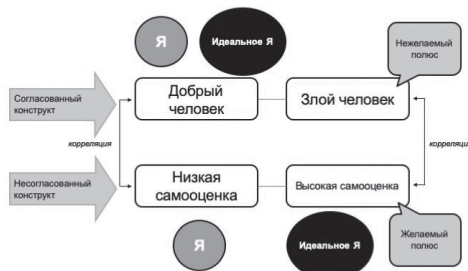 Я
Идеальное Я
Нежелаемый
полюс
Согласованный
конструкт
Добрый
человек
Злой человек
корреляция
корреляци
Несогласованный
конструкт
Низкая
самооценка
Высокая самооценка
Я
Идеальное Я
Желаемый
полюс